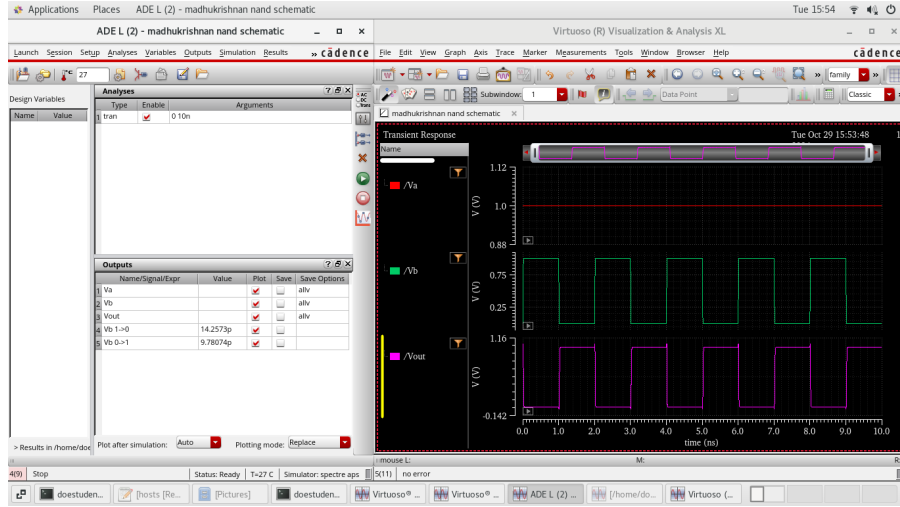 Applications Places ADE L (2) - madhukrishnan nand schematic Tue 15:54
ADE L (2) - madhukrishnan nand schematic
Virtuoso (R) Visualization & Analysis XL
Launch Session Setup Analyses Variables Outputs Simulation Results » cādence
File Edit View Graph Axis Trace Marker Measurements Tools Window Browser Help cādence
27
» family »
Subwindow: 1 Data Point Classic
Design Variables
Name Value
Analyses
Type Enable Arguments
1 tran 0 10n
AC
DC
Trans
Outputs
Name/Signal/Expr Value Plot Save Save Options
1 Va allv
2 Vb allv
3 Vout allv
4 Vb 1->0 14.2573p
5 Vb 0->1 9.78074p
> Results in /home/doe
Plot after simulation: Auto Plotting mode: Replace
4(9) Stop Status: Ready T=27 C Simulator: spectre aps
madhukrishnan nand schematic ×
Transient Response Tue Oct 29 15:53:48 1
Name
/Va
1.12
1.0
0.88
V (V)
/Vb
0.75
0.25
V (V)
/Vout
1.16
-0.142
V (V)
0.0 1.0 2.0 3.0 4.0 5.0 6.0 7.0 8.0 9.0 10.0
time (ns)
mouse L: M: R:
5(11) no error
doestuden... [hosts [Re... [Pictures] doestuden... Virtuoso® ... Virtuoso® ... ADE L (2) ... [/home/do... Virtuoso (...